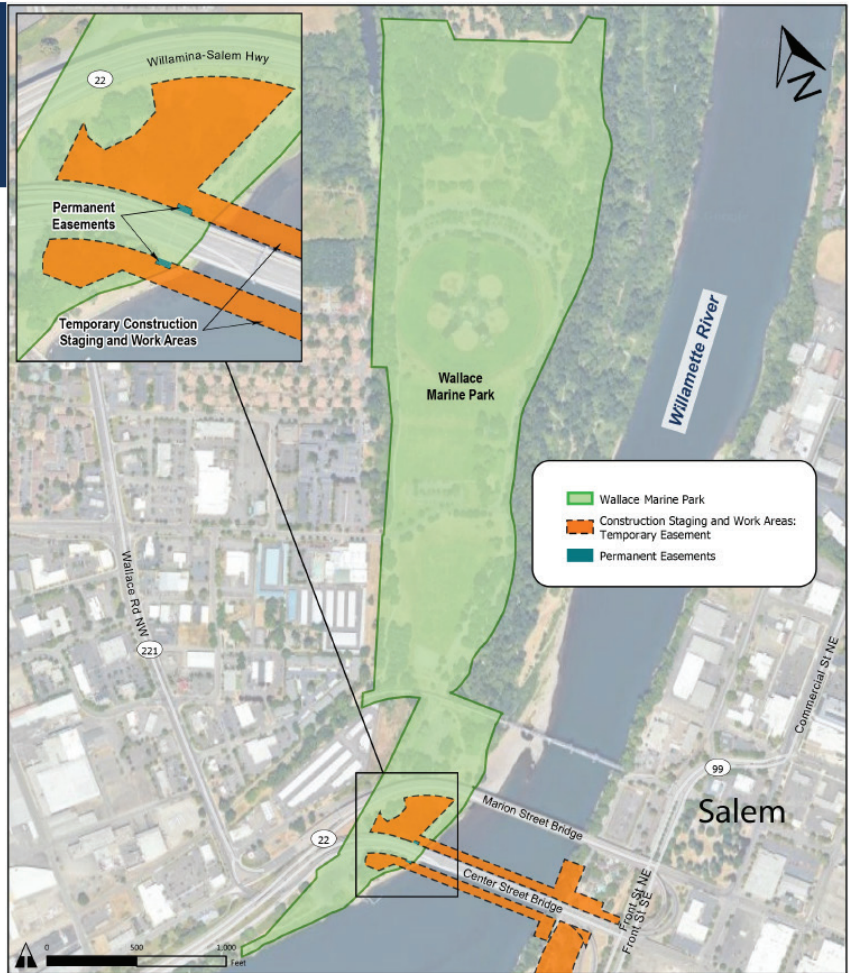 Willamina-Salem Hwy
22
Permanent
Easements
Temporary Construction
Staging and Work Areas
N
Wallace
Marine Park
Willamette River
Wallace Marine Park
Construction Staging and Work Areas:
Temporary Easement
Permanent Easements
Wallace Rd NW
221
Commercial St NE
99
Salem
Marion Street Bridge
22
Center Street Bridge
Front St NE
Front St SE
0 500 1,000
Feet